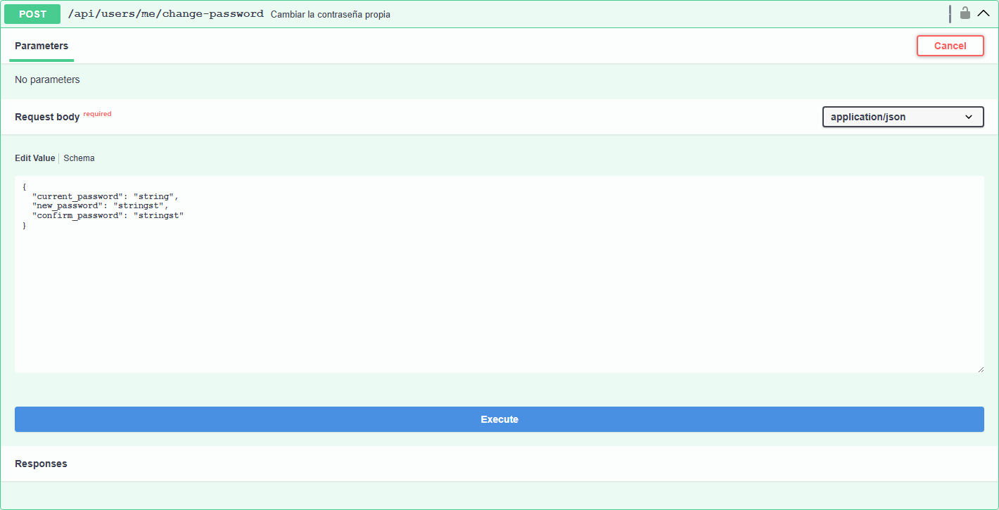 POST /api/users/me/change-password Cambiar la contraseña propia
Parameters Cancel
No parameters
Request body required application/json
Edit Value Schema
{
  "current_password": "string",
  "new_password": "stringst",
  "confirm_password": "stringst"
}
Execute
Responses